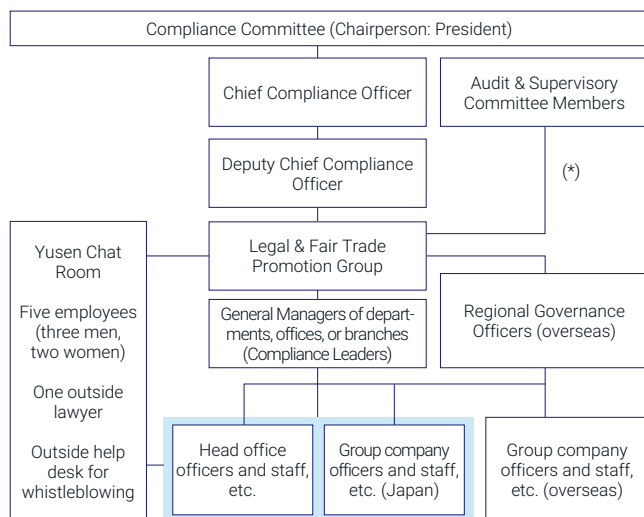 Compliance Committee (Chairperson: President)
Chief Compliance Officer
Audit & Supervisory
Committee Members
Deputy Chief Compliance
Officer
(*)
Yusen Chat
Room
Five employees
(three men,
two women)
One outside
lawyer
Outside help
desk for
whistleblowing
Legal & Fair Trade
Promotion Group
General Managers of depart-
ments, offices, or branches
(Compliance Leaders)
Regional Governance
Officers (overseas)
Head office
officers and staff,
etc.
Group company
officers and staff,
etc. (Japan)
Group company
officers and staff,
etc. (overseas)